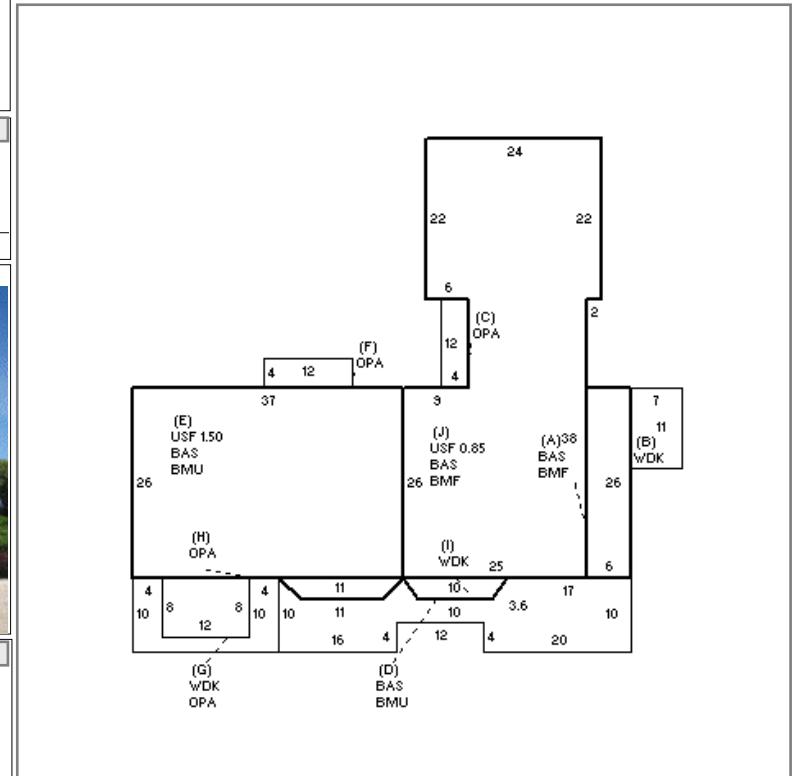 24
22 22
6
2
(C)
OPA
12
(F)
OPA
4 12
4
37
9
7
(E)
USF 1.50
BAS
BMU
(J)
USF 0.85
BAS
BMF
(A)38
BAS
BMF
11
(B)
WDK
26
26
26
(H)
OPA
(I)
WDK
25
6
4
4
11
10
17
10
8
8
10
10
11
10
3.6
10
12
16
4
12
4
20
(G)
WDK
OPA
(D)
BAS
BMU